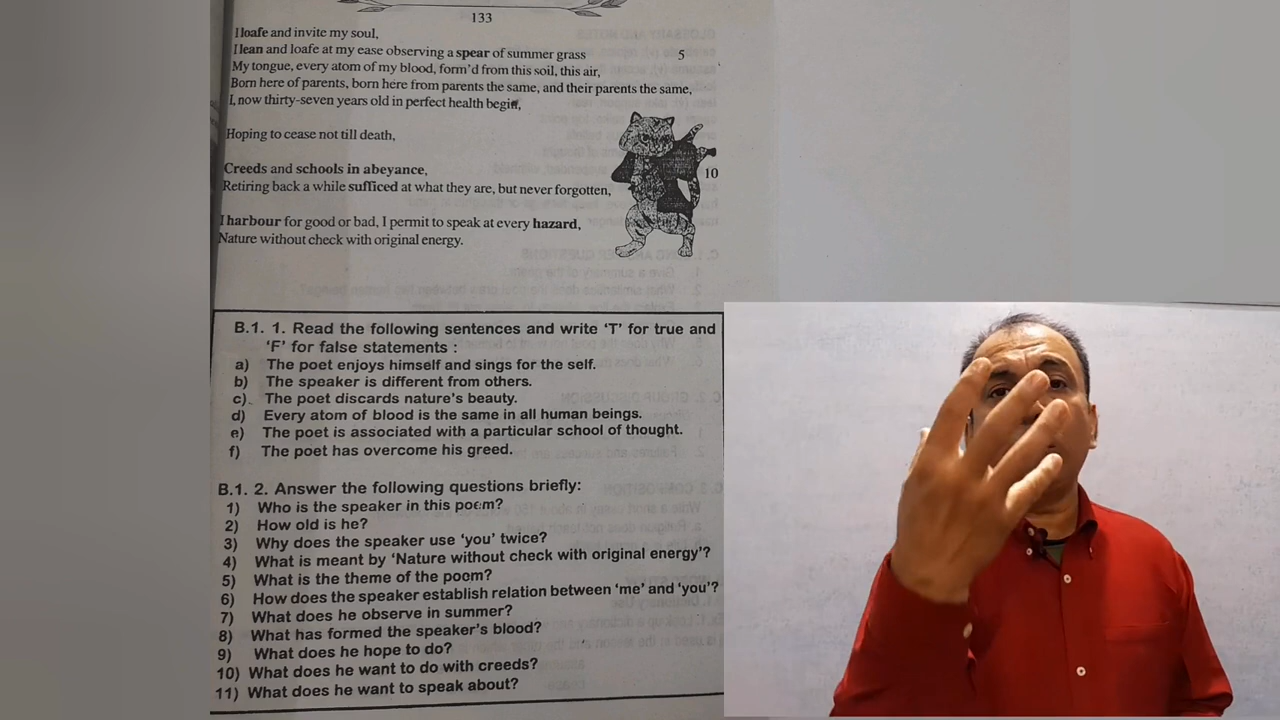 133
I loafe and invite my soul,
I lean and loafe at my ease observing a spear of summer grass 5
My tongue, every atom of my blood, form'd from this soil, this air,
Born here of parents, born here from parents the same, and their parents the same,
I, now thirty-seven years old in perfect health begin,
Hoping to cease not till death,
Creeds and schools in abeyance, 10
Retiring back a while sufficed at what they are, but never forgotten,
I harbour for good or bad, I permit to speak at every hazard,
Nature without check with original energy.
B.1. 1. Read the following sentences and write 'T' for true and
'F' for false statements :
a) The poet enjoys himself and sings for the self.
b) The speaker is different from others.
c) The poet discards nature's beauty.
d) Every atom of blood is the same in all human beings.
e) The poet is associated with a particular school of thought.
f) The poet has overcome his greed.
B.1. 2. Answer the following questions briefly:
1) Who is the speaker in this poem?
2) How old is he?
3) Why does the speaker use 'you' twice?
4) What is meant by 'Nature without check with original energy'?
5) What is the theme of the poem?
6) How does the speaker establish relation between 'me' and 'you'?
7) What does he observe in summer?
8) What has formed the speaker's blood?
9) What does he hope to do?
10) What does he want to do with creeds?
11) What does he want to speak about?